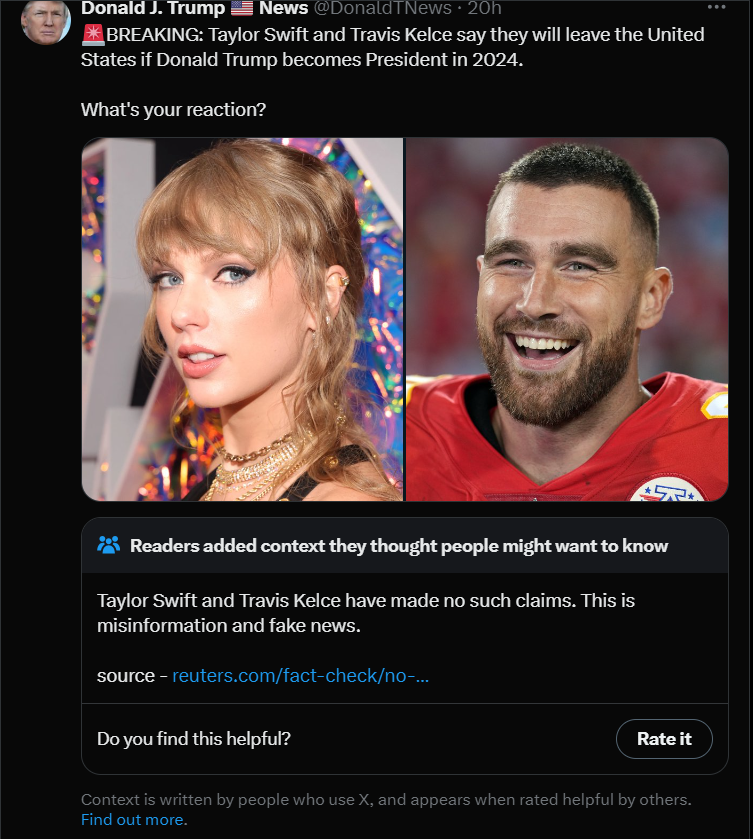 Donald J. Trump 🇺🇸 News @DonaldTNews · 20h
🚨BREAKING: Taylor Swift and Travis Kelce say they will leave the United
States if Donald Trump becomes President in 2024.
What's your reaction?
Readers added context they thought people might want to know
Taylor Swift and Travis Kelce have made no such claims. This is
misinformation and fake news.
source - reuters.com/fact-check/no-...
Do you find this helpful?
Rate it
Context is written by people who use X, and appears when rated helpful by others.
Find out more.